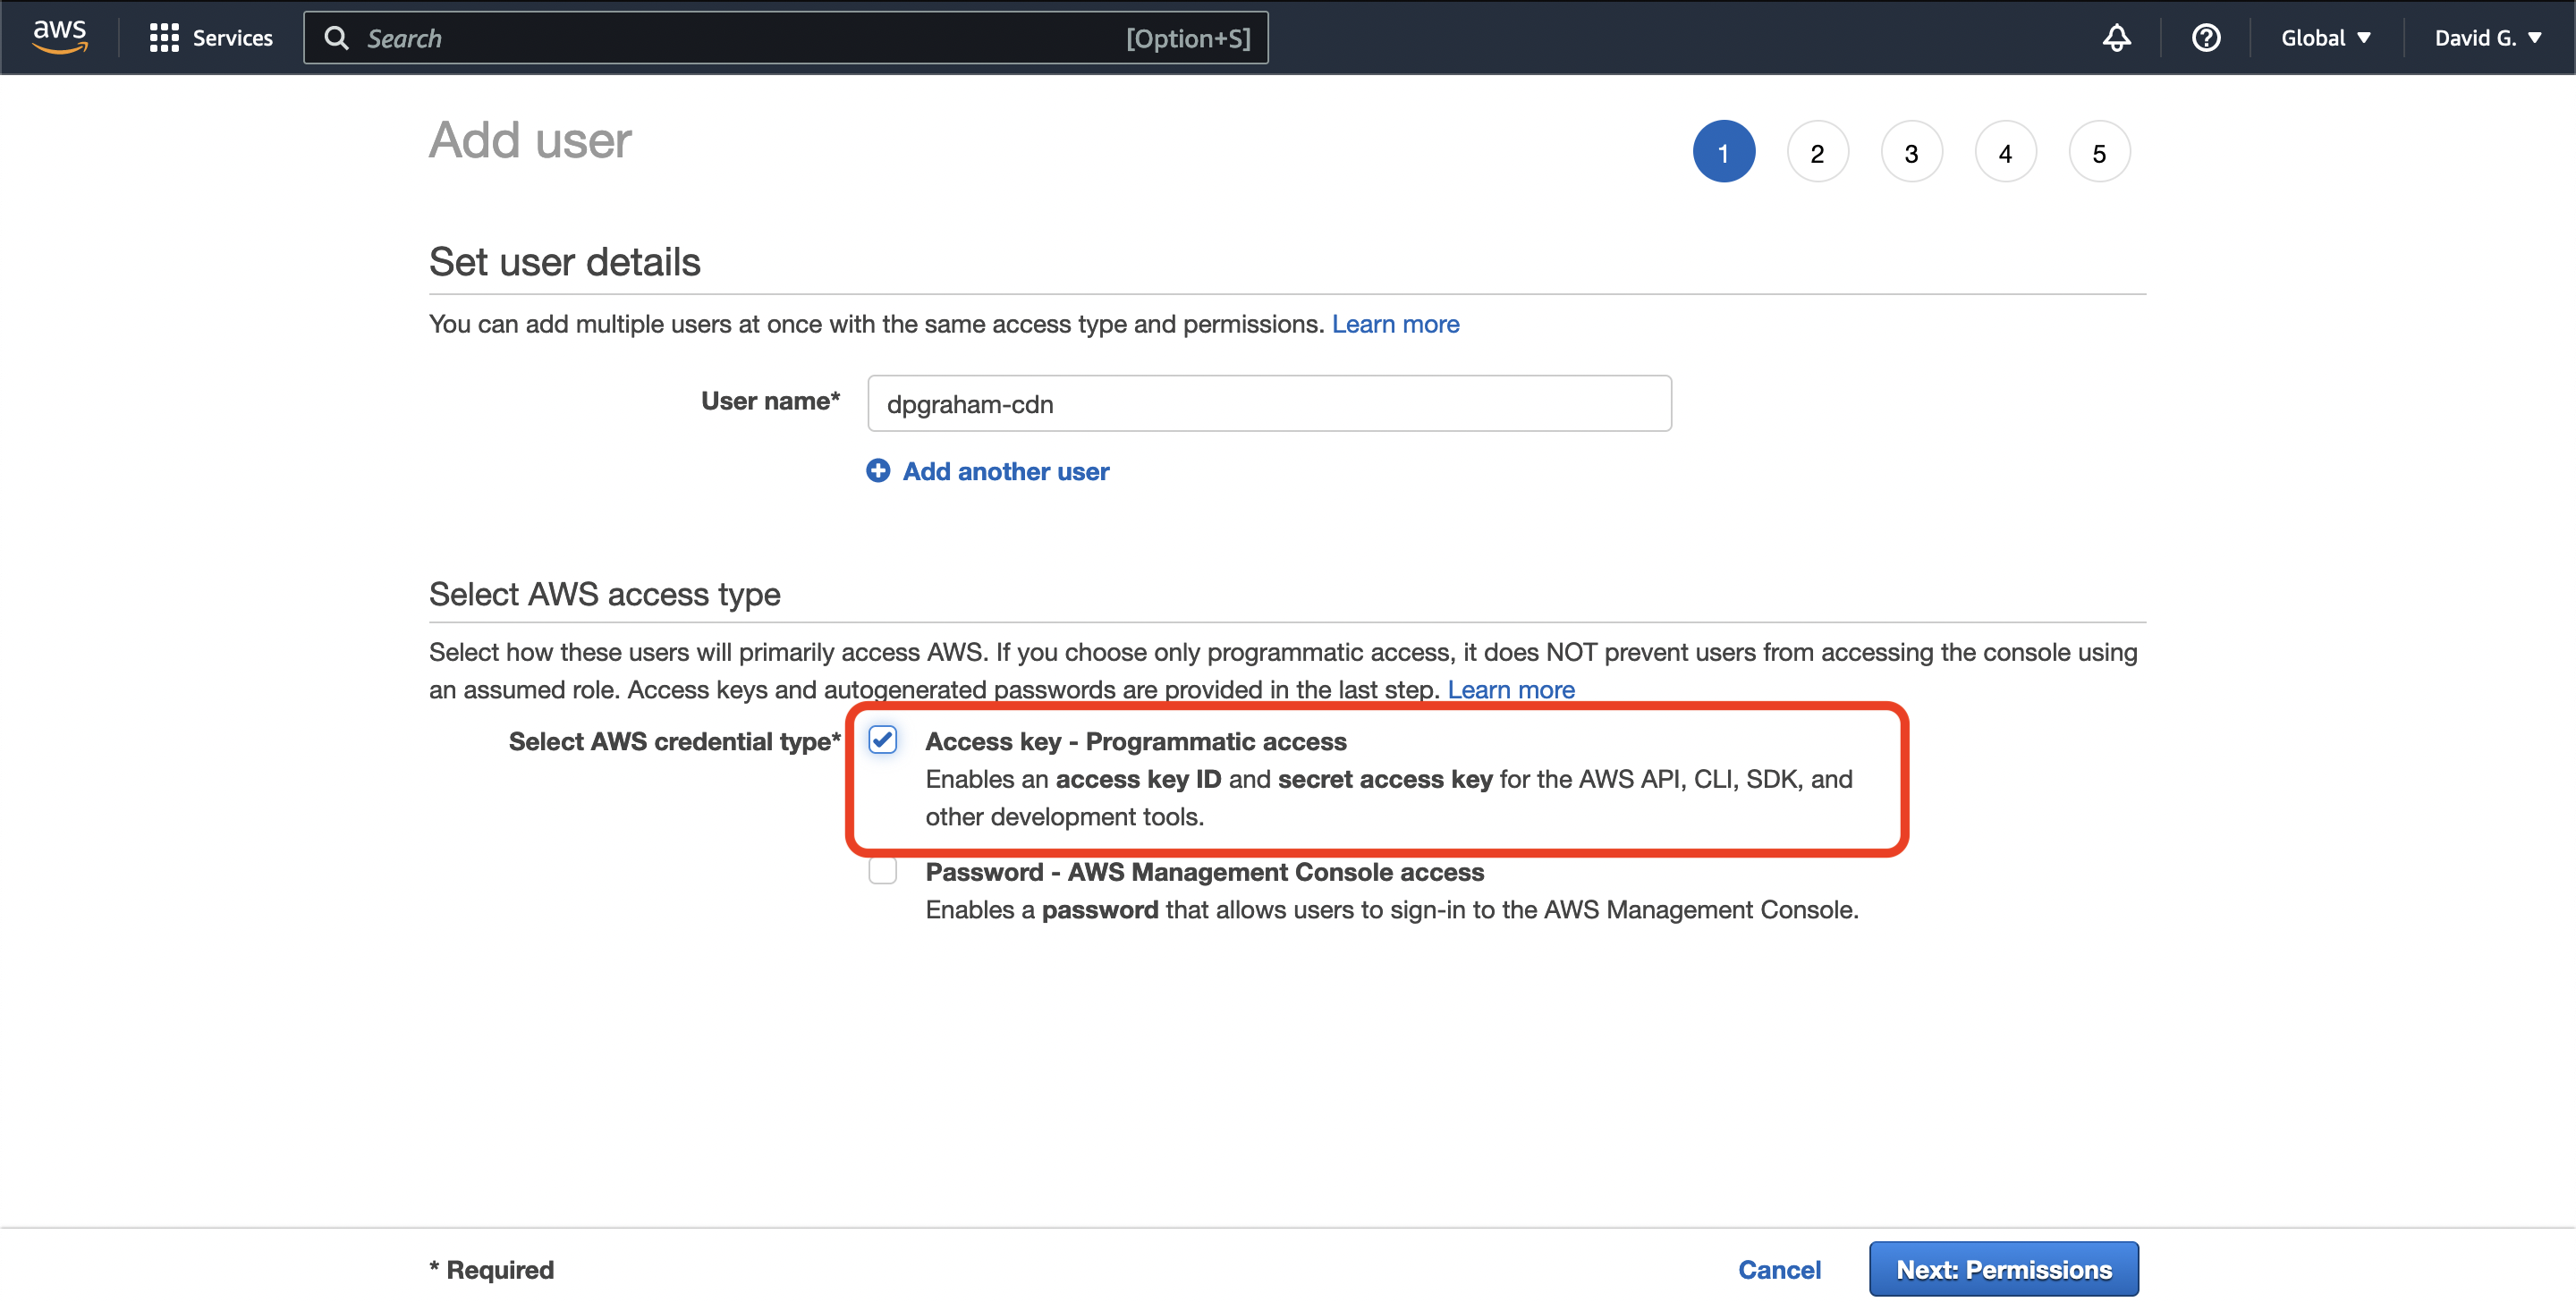 aws Services Search [Option+S] Global David G.
Add user
1 2 3 4 5
Set user details
You can add multiple users at once with the same access type and permissions. Learn more
User name* dpgraham-cdn
Add another user
Select AWS access type
Select how these users will primarily access AWS. If you choose only programmatic access, it does NOT prevent users from accessing the console using
an assumed role. Access keys and autogenerated passwords are provided in the last step. Learn more
Select AWS credential type* Access key - Programmatic access
Enables an access key ID and secret access key for the AWS API, CLI, SDK, and
other development tools.
Password - AWS Management Console access
Enables a password that allows users to sign-in to the AWS Management Console.
* Required Cancel Next: Permissions